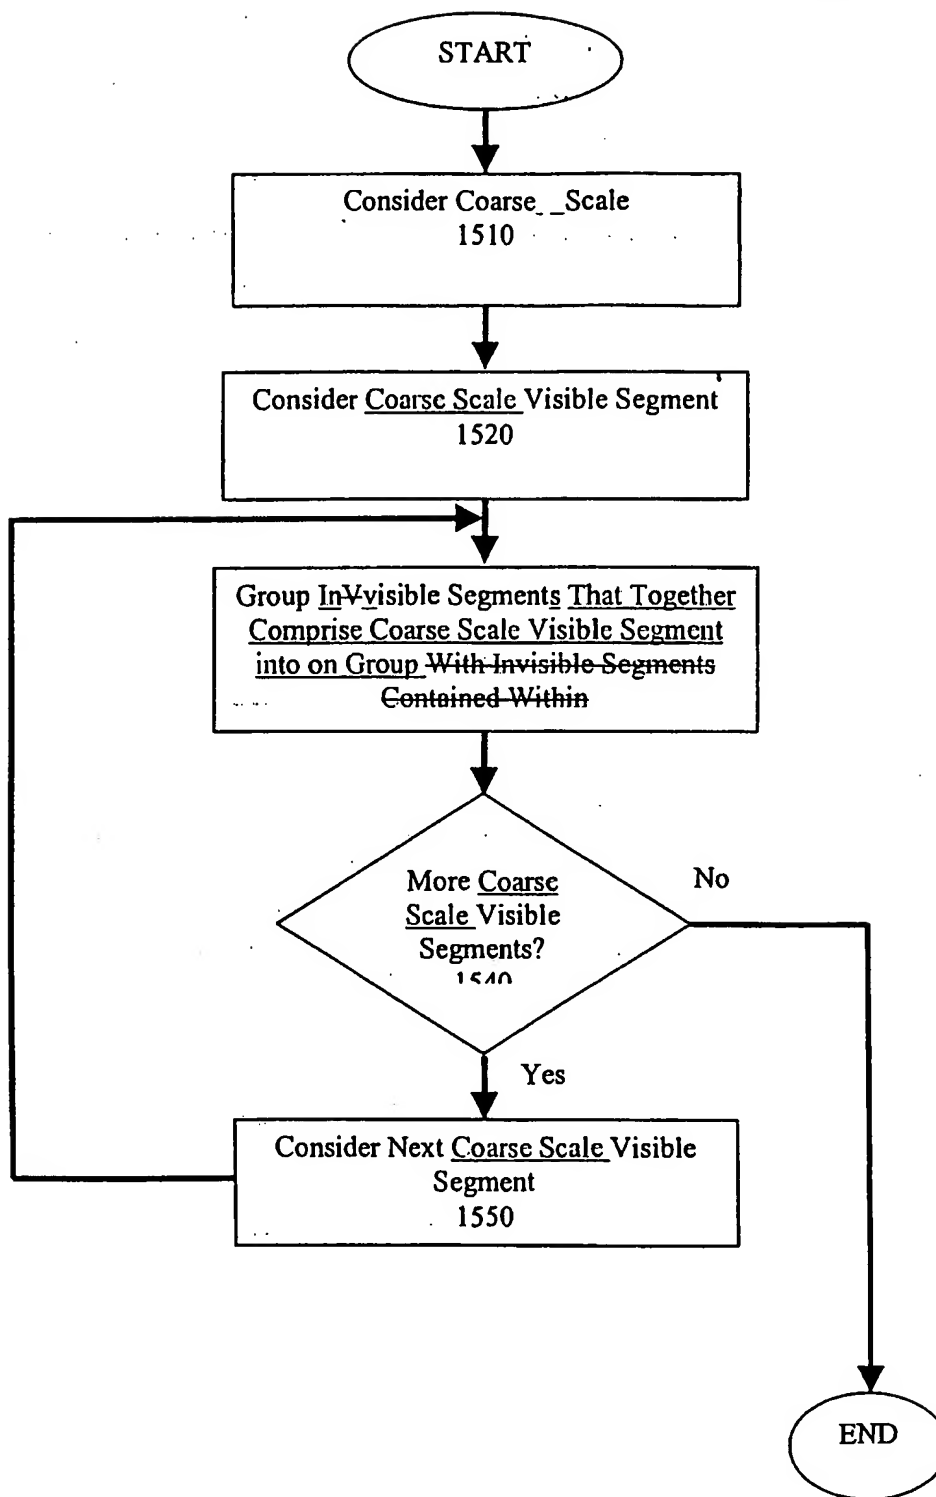 START
Consider Coarse_ _Scale
1510
Consider Coarse Scale Visible Segment
1520
Group InVvisible Segments That Together
Comprise Coarse Scale Visible Segment
into on Group With Invisible Segments
Contained Within
More Coarse
Scale Visible
Segments?
1540
No
Yes
Consider Next Coarse Scale Visible
Segment
1550
END